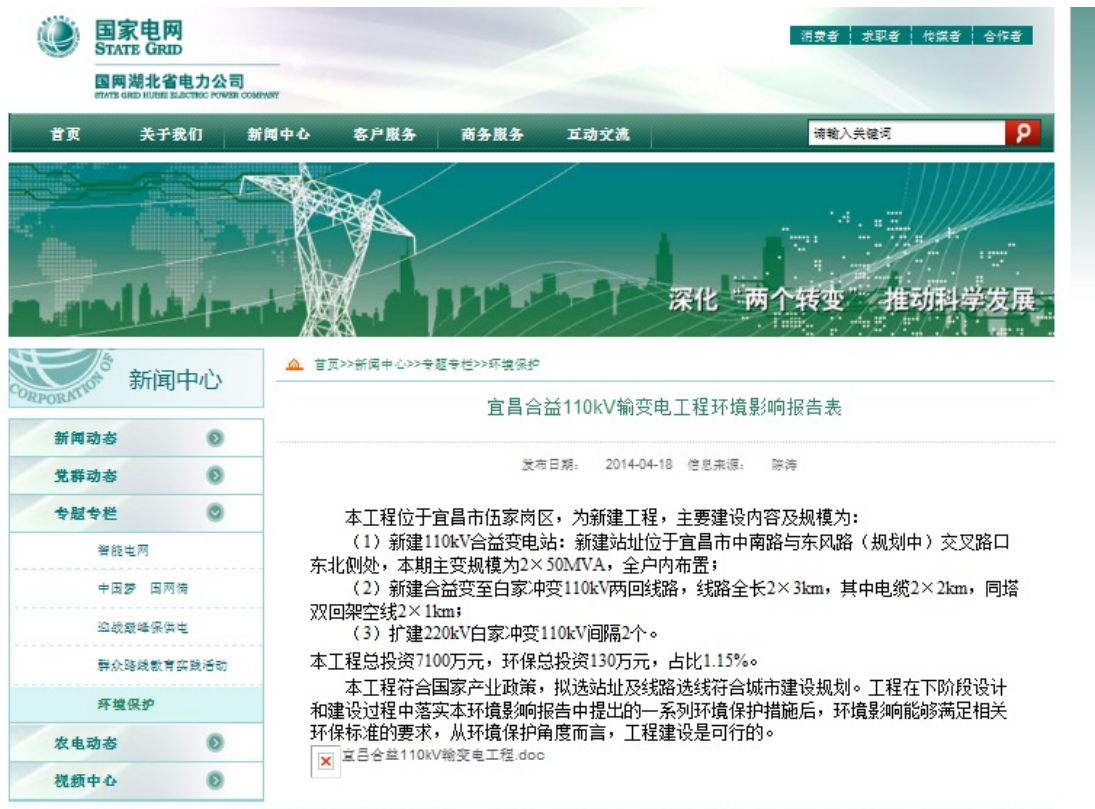 国家电网
STATE GRID
国网湖北省电力公司
STATE GRID HUBEI ELECTRIC POWER COMPANY
消费者 求职者 传媒者 合作者
首页 关于我们 新闻中心 客户服务 商务服务 互动交流
请输入关键词
深化“两个转变” 推动科学发展
CORPORATION OF
新闻中心
首页>>新闻中心>>专题专栏>>环境保护
宜昌合益110kV输变电工程环境影响报告表
发布日期: 2014-04-18 信息来源: 陈涛
新闻动态
党群动态
专题专栏
智能电网
中国梦 国网情
迎战巅峰保供电
群众路线教育实践活动
环境保护
农电动态
视频中心
本工程位于宜昌市伍家岗区，为新建工程，主要建设内容及规模为：
（1）新建110kV合益变电站：新建站址位于宜昌市中南路与东风路（规划中）交叉路口
东北侧处，本期主变规模为2×50MVA，全户内布置；
（2）新建合益变至白家冲变110kV两回线路，线路全长2×3km，其中电缆2×2km，同塔
双回架空线2×1km；
（3）扩建220kV白家冲变110kV间隔2个。
本工程总投资7100万元，环保总投资130万元，占比1.15%。
本工程符合国家产业政策，拟选站址及线路选线符合城市建设规划。工程在下阶段设计
和建设过程中落实本环境影响报告中提出的一系列环境保护措施后，环境影响能够满足相关
环保标准的要求，从环境保护角度而言，工程建设是可行的。
宜昌合益110kV输变电工程.doc